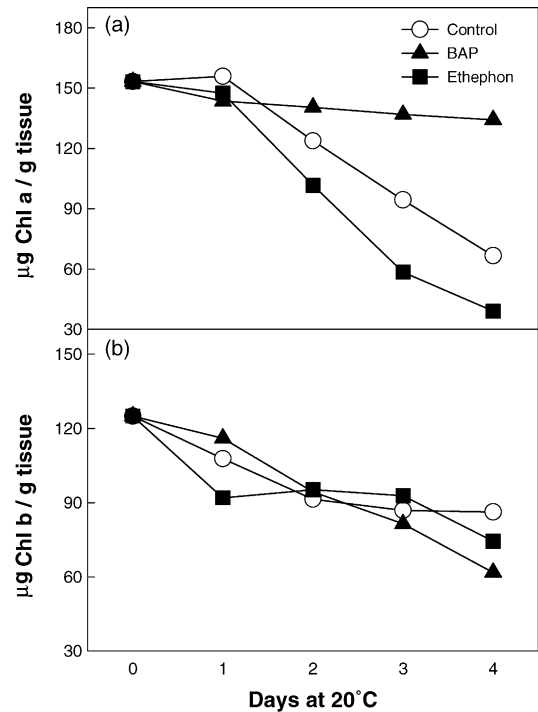 (a)
Control
BAP
Ethephon
180
150
120
90
60
30
µg Chl a / g tissue
(b)
150
120
90
60
30
µg Chl b / g tissue
0 1 2 3 4
Days at 20˚C